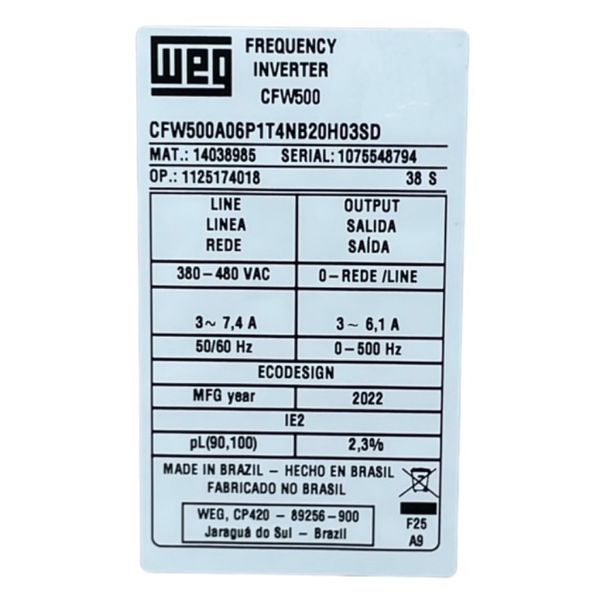 WEG
FREQUENCY
INVERTER
CFW500
CFW500A06P1T4NB20H03SD
MAT.: 14038985 SERIAL: 1075548794
OP.: 1125174018 38 S
LINE OUTPUT
LINEA SALIDA
REDE SAÍDA
380–480 VAC 0–REDE /LINE
3~ 7,4 A 3~ 6,1 A
50/60 Hz 0–500 Hz
ECODESIGN
MFG year 2022
IE2
pL(90,100) 2,3%
MADE IN BRAZIL – HECHO EN BRASIL
FABRICADO NO BRASIL
WEG, CP420 – 89256–900
Jaraguá do Sul – Brazil
F25
A9